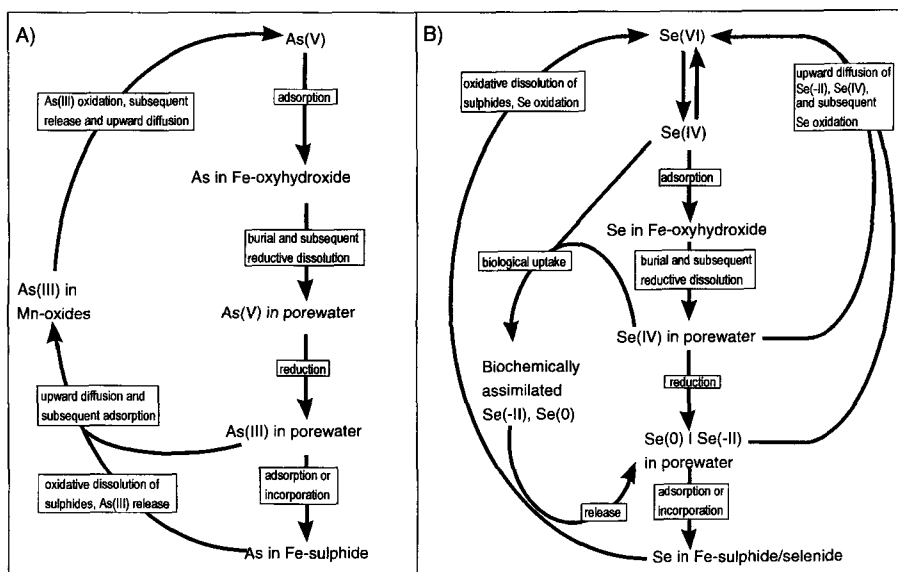 A)
As(V)
As(III) oxidation, subsequent
release and upward diffusion
adsorption
As in Fe-oxyhydroxide
burial and subsequent
reductive dissolution
As(III) in
Mn-oxides
As(V) in porewater
reduction
upward diffusion and
subsequent adsorption
As(III) in porewater
oxidative dissolution of
sulphides, As(III) release
adsorption or
incorporation
As in Fe-sulphide
B)
Se(VI)
oxidative dissolution of
sulphides, Se oxidation
upward diffusion of
Se(-II), Se(IV),
and subsequent
Se oxidation
Se(IV)
adsorption
Se in Fe-oxyhydroxide
biological uptake
burial and subsequent
reductive dissolution
Se(IV) in porewater
Biochemically
assimilated
Se(-II), Se(0)
reduction
Se(0) I Se(-II)
in porewater
release
adsorption or
incorporation
Se in Fe-sulphide/selenide